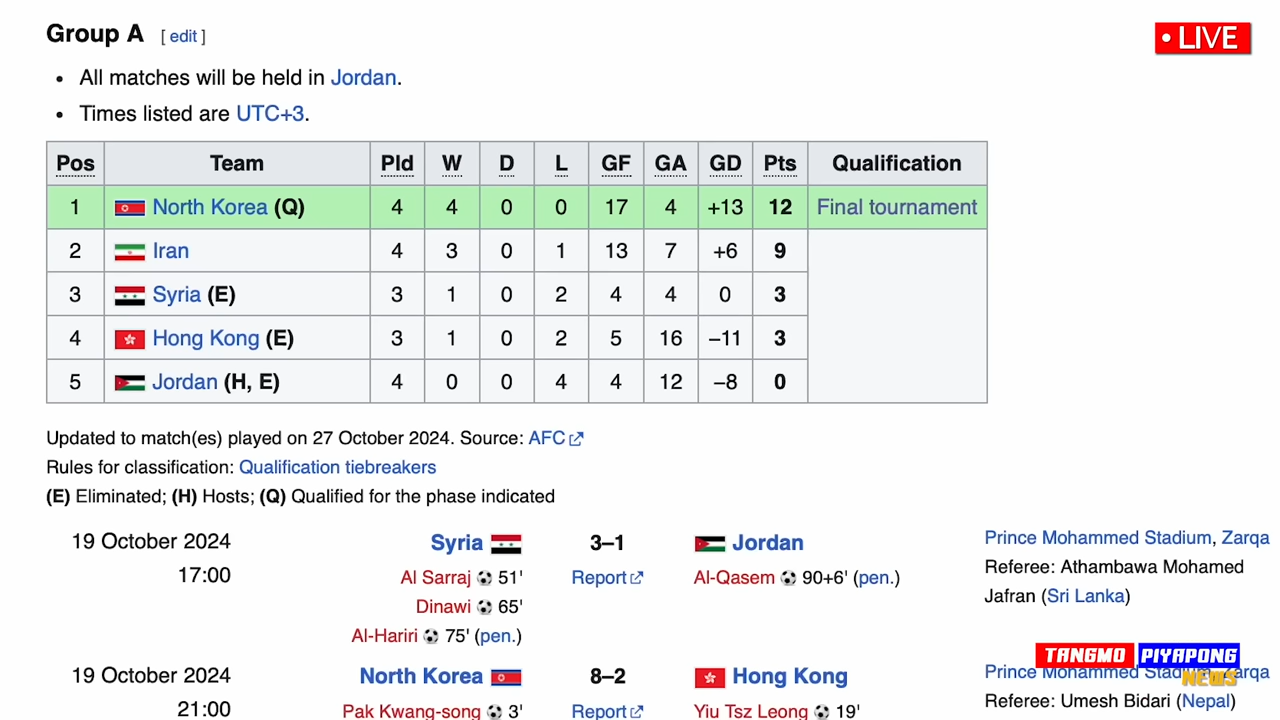 Group A [ edit ]
• LIVE
• All matches will be held in Jordan.
• Times listed are UTC+3.
Pos Team Pld W D L GF GA GD Pts Qualification
1 North Korea (Q) 4 4 0 0 17 4 +13 12 Final tournament
2 Iran 4 3 0 1 13 7 +6 9
3 Syria (E) 3 1 0 2 4 4 0 3
4 Hong Kong (E) 3 1 0 2 5 16 −11 3
5 Jordan (H, E) 4 0 0 4 4 12 −8 0
Updated to match(es) played on 27 October 2024. Source: AFC
Rules for classification: Qualification tiebreakers
(E) Eliminated; (H) Hosts; (Q) Qualified for the phase indicated
19 October 2024
17:00
Syria 3–1 Jordan
Al Sarraj 51'
Dinawi 65'
Al-Hariri 75' (pen.)
Report
Al-Qasem 90+6' (pen.)
Prince Mohammed Stadium, Zarqa
Referee: Athambawa Mohamed
Jafran (Sri Lanka)
19 October 2024
21:00
North Korea 8–2 Hong Kong
Pak Kwang-song 3'
Report
Yiu Tsz Leong 19'
Prince Mohammed Stadium, Zarqa
Referee: Umesh Bidari (Nepal)
TANGMO PIYAPONG
NEWS